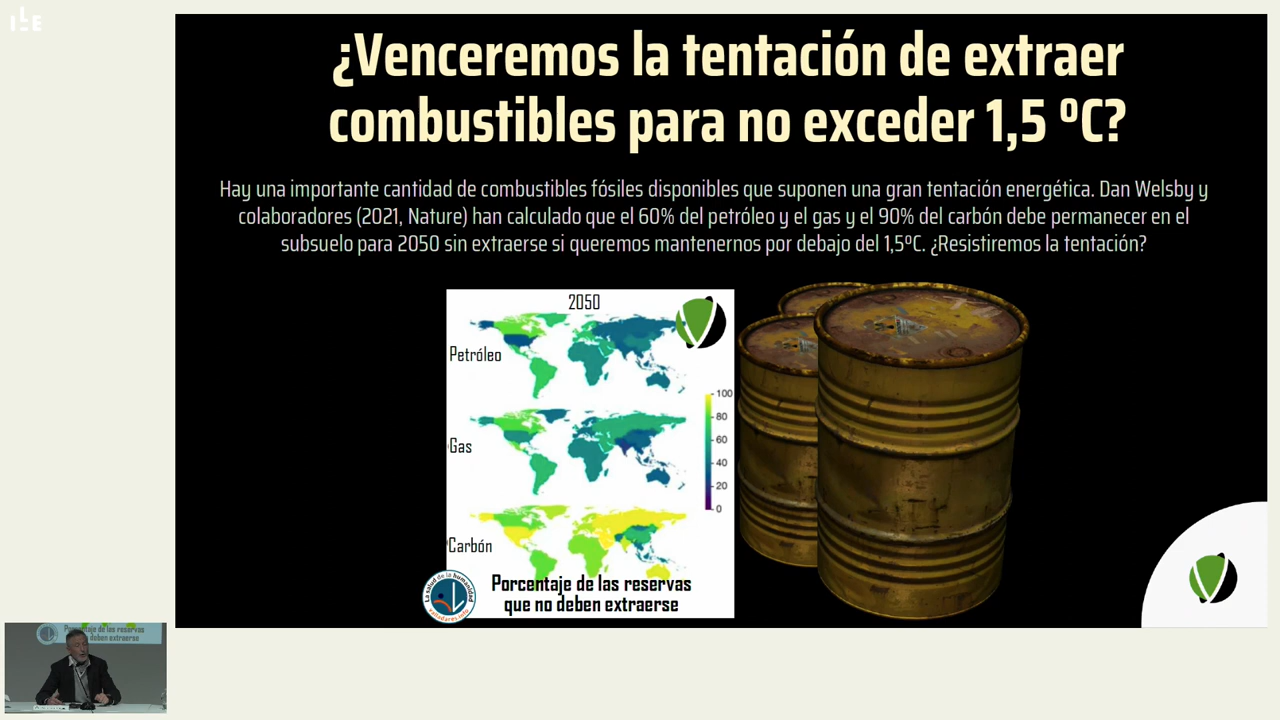 ILLE
¿Venceremos la tentación de extraer
combustibles para no exceder 1,5 ºC?
Hay una importante cantidad de combustibles fósiles disponibles que suponen una gran tentación energética. Dan Welsby y
colaboradores (2021, Nature) han calculado que el 60% del petróleo y el gas y el 90% del carbón debe permanecer en el
subsuelo para 2050 sin extraerse si queremos mantenernos por debajo del 1,5ºC. ¿Resistiremos la tentación?
2050
Petróleo
Gas
Carbón
100
80
60
40
20
0
Porcentaje de las reservas
que no deben extraerse
La salud de la humanidad
valladares.info
Porcentaje de las reservas
deben extraerse